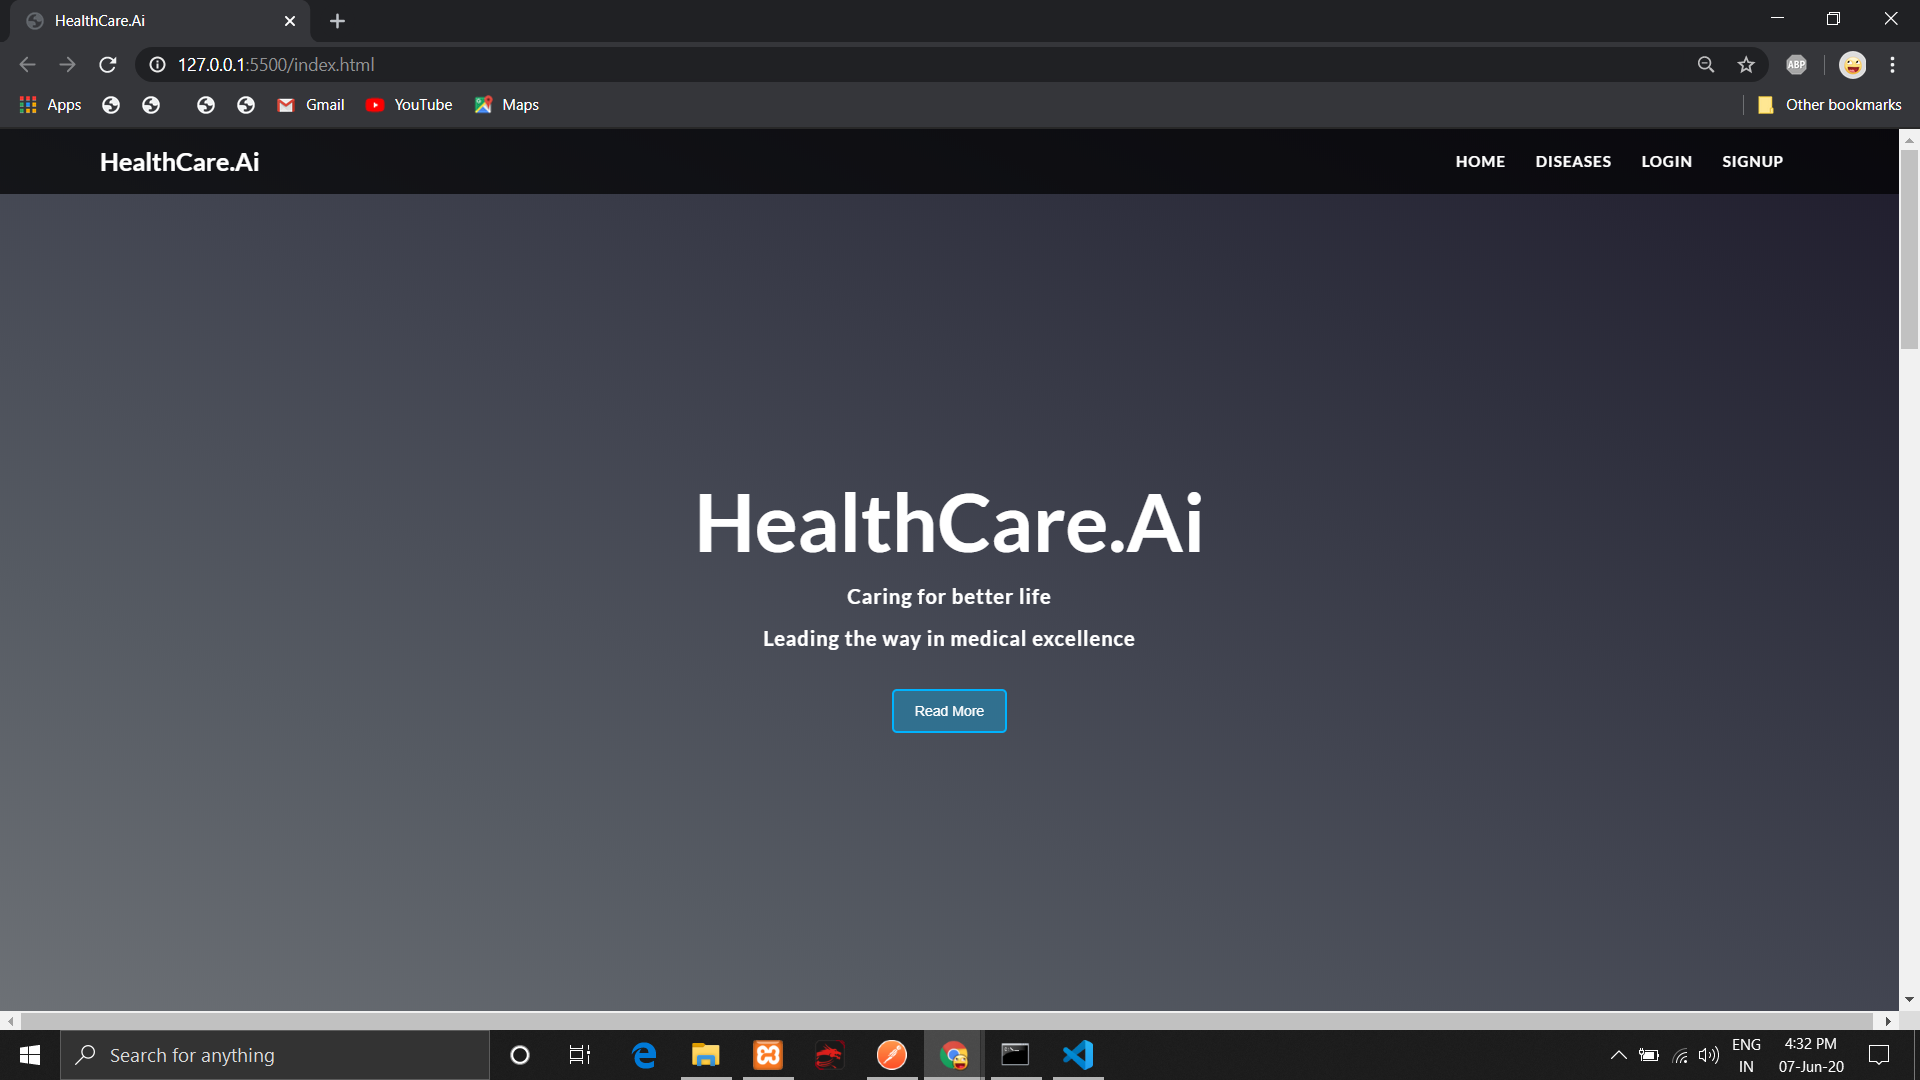 HealthCare.Ai
127.0.0.1:5500/index.html
ABP
Apps Gmail YouTube Maps Other bookmarks
HealthCare.Ai HOME DISEASES LOGIN SIGNUP
HealthCare.Ai
Caring for better life
Leading the way in medical excellence
Read More
Search for anything
ENG
IN
4:32 PM
07-Jun-20